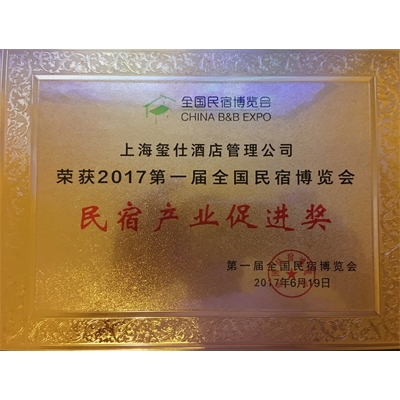 全国民宿博览会
CHINA B&B EXPO
上海玺仕酒店管理公司
荣获2017第一届全国民宿博览会
民宿产业促进奖
第一届全国民宿博览会
2017年6月19日